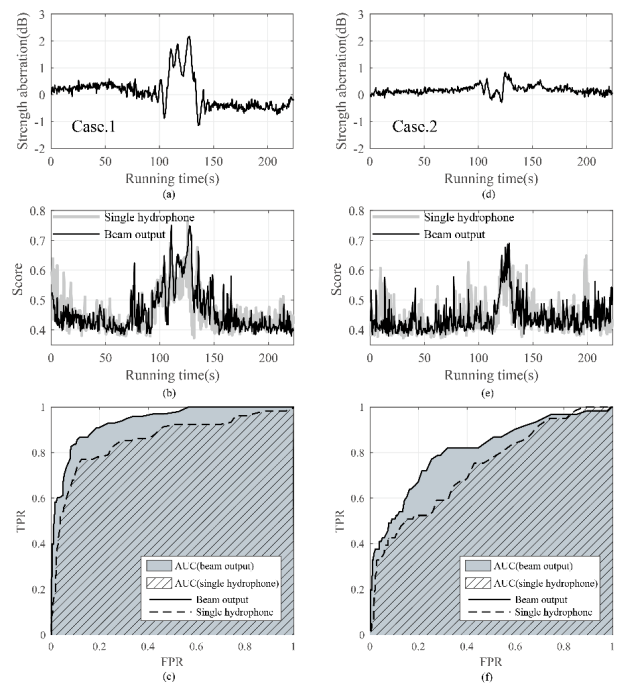 3
2
1
0
-1
-2
Strength aberration(dB)
Case.1
0 50 100 150 200
Running time(s)
(a)
3
2
1
0
-1
-2
Strength aberration(dB)
Case.2
0 50 100 150 200
Running time(s)
(d)
0.8
0.7
0.6
0.5
0.4
Score
Single hydrophone
Beam output
0 50 100 150 200
Running time(s)
(b)
0.8
0.7
0.6
0.5
0.4
Score
Single hydrophone
Beam output
0 50 100 150 200
Running time(s)
(e)
1
0.8
0.6
0.4
0.2
0
TPR
AUC(beam output)
AUC(single hydrophone)
Beam output
Single hydrophone
0 0.2 0.4 0.6 0.8 1
FPR
(c)
1
0.8
0.6
0.4
0.2
0
TPR
AUC(beam output)
AUC(single hydrophone)
Beam output
Single hydrophone
0 0.2 0.4 0.6 0.8 1
FPR
(f)